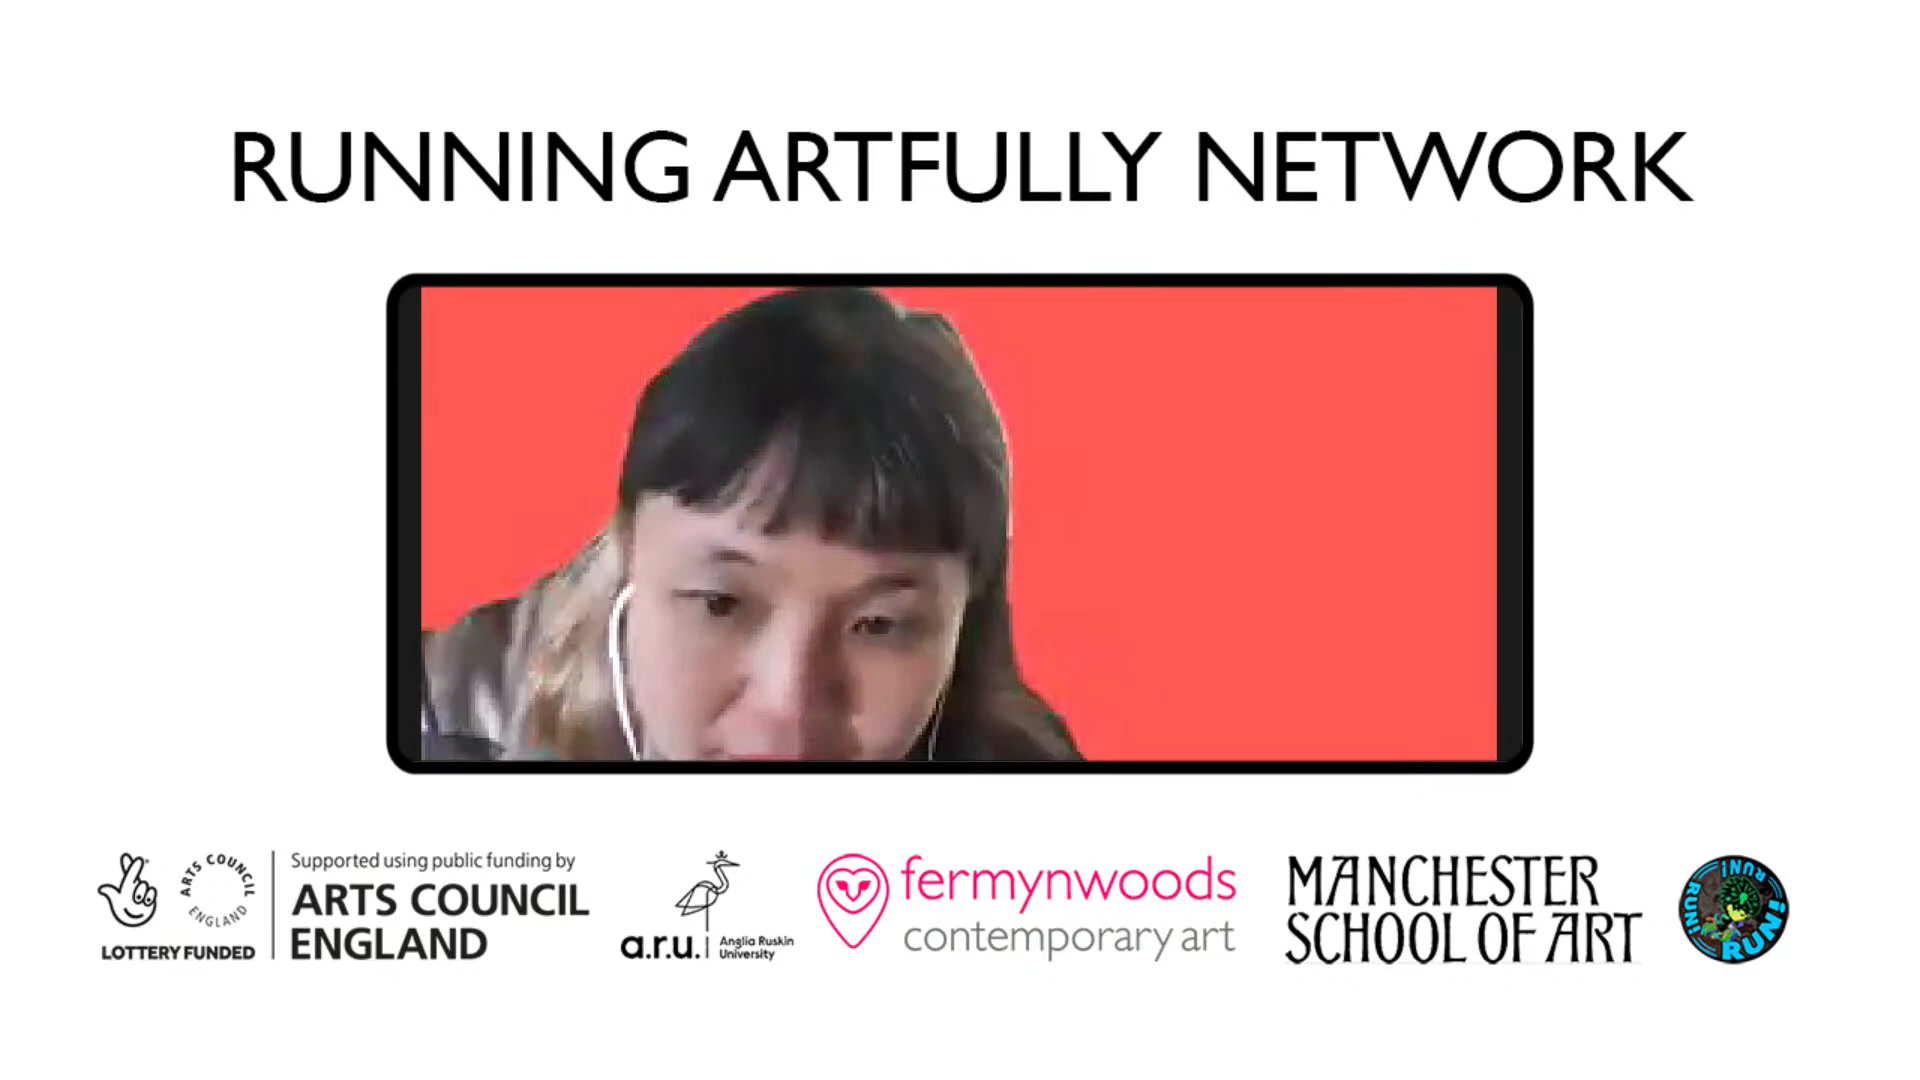 RUNNING ARTFULLY NETWORK
ARTS COUNCIL
ENGLAND
LOTTERY FUNDED
Supported using public funding by
ARTS COUNCIL
ENGLAND
a.r.u.
Anglia Ruskin
University
fermynwoods
contemporary art
MANCHESTER
SCHOOL OF ART
RUN!
RUN!
RUN!